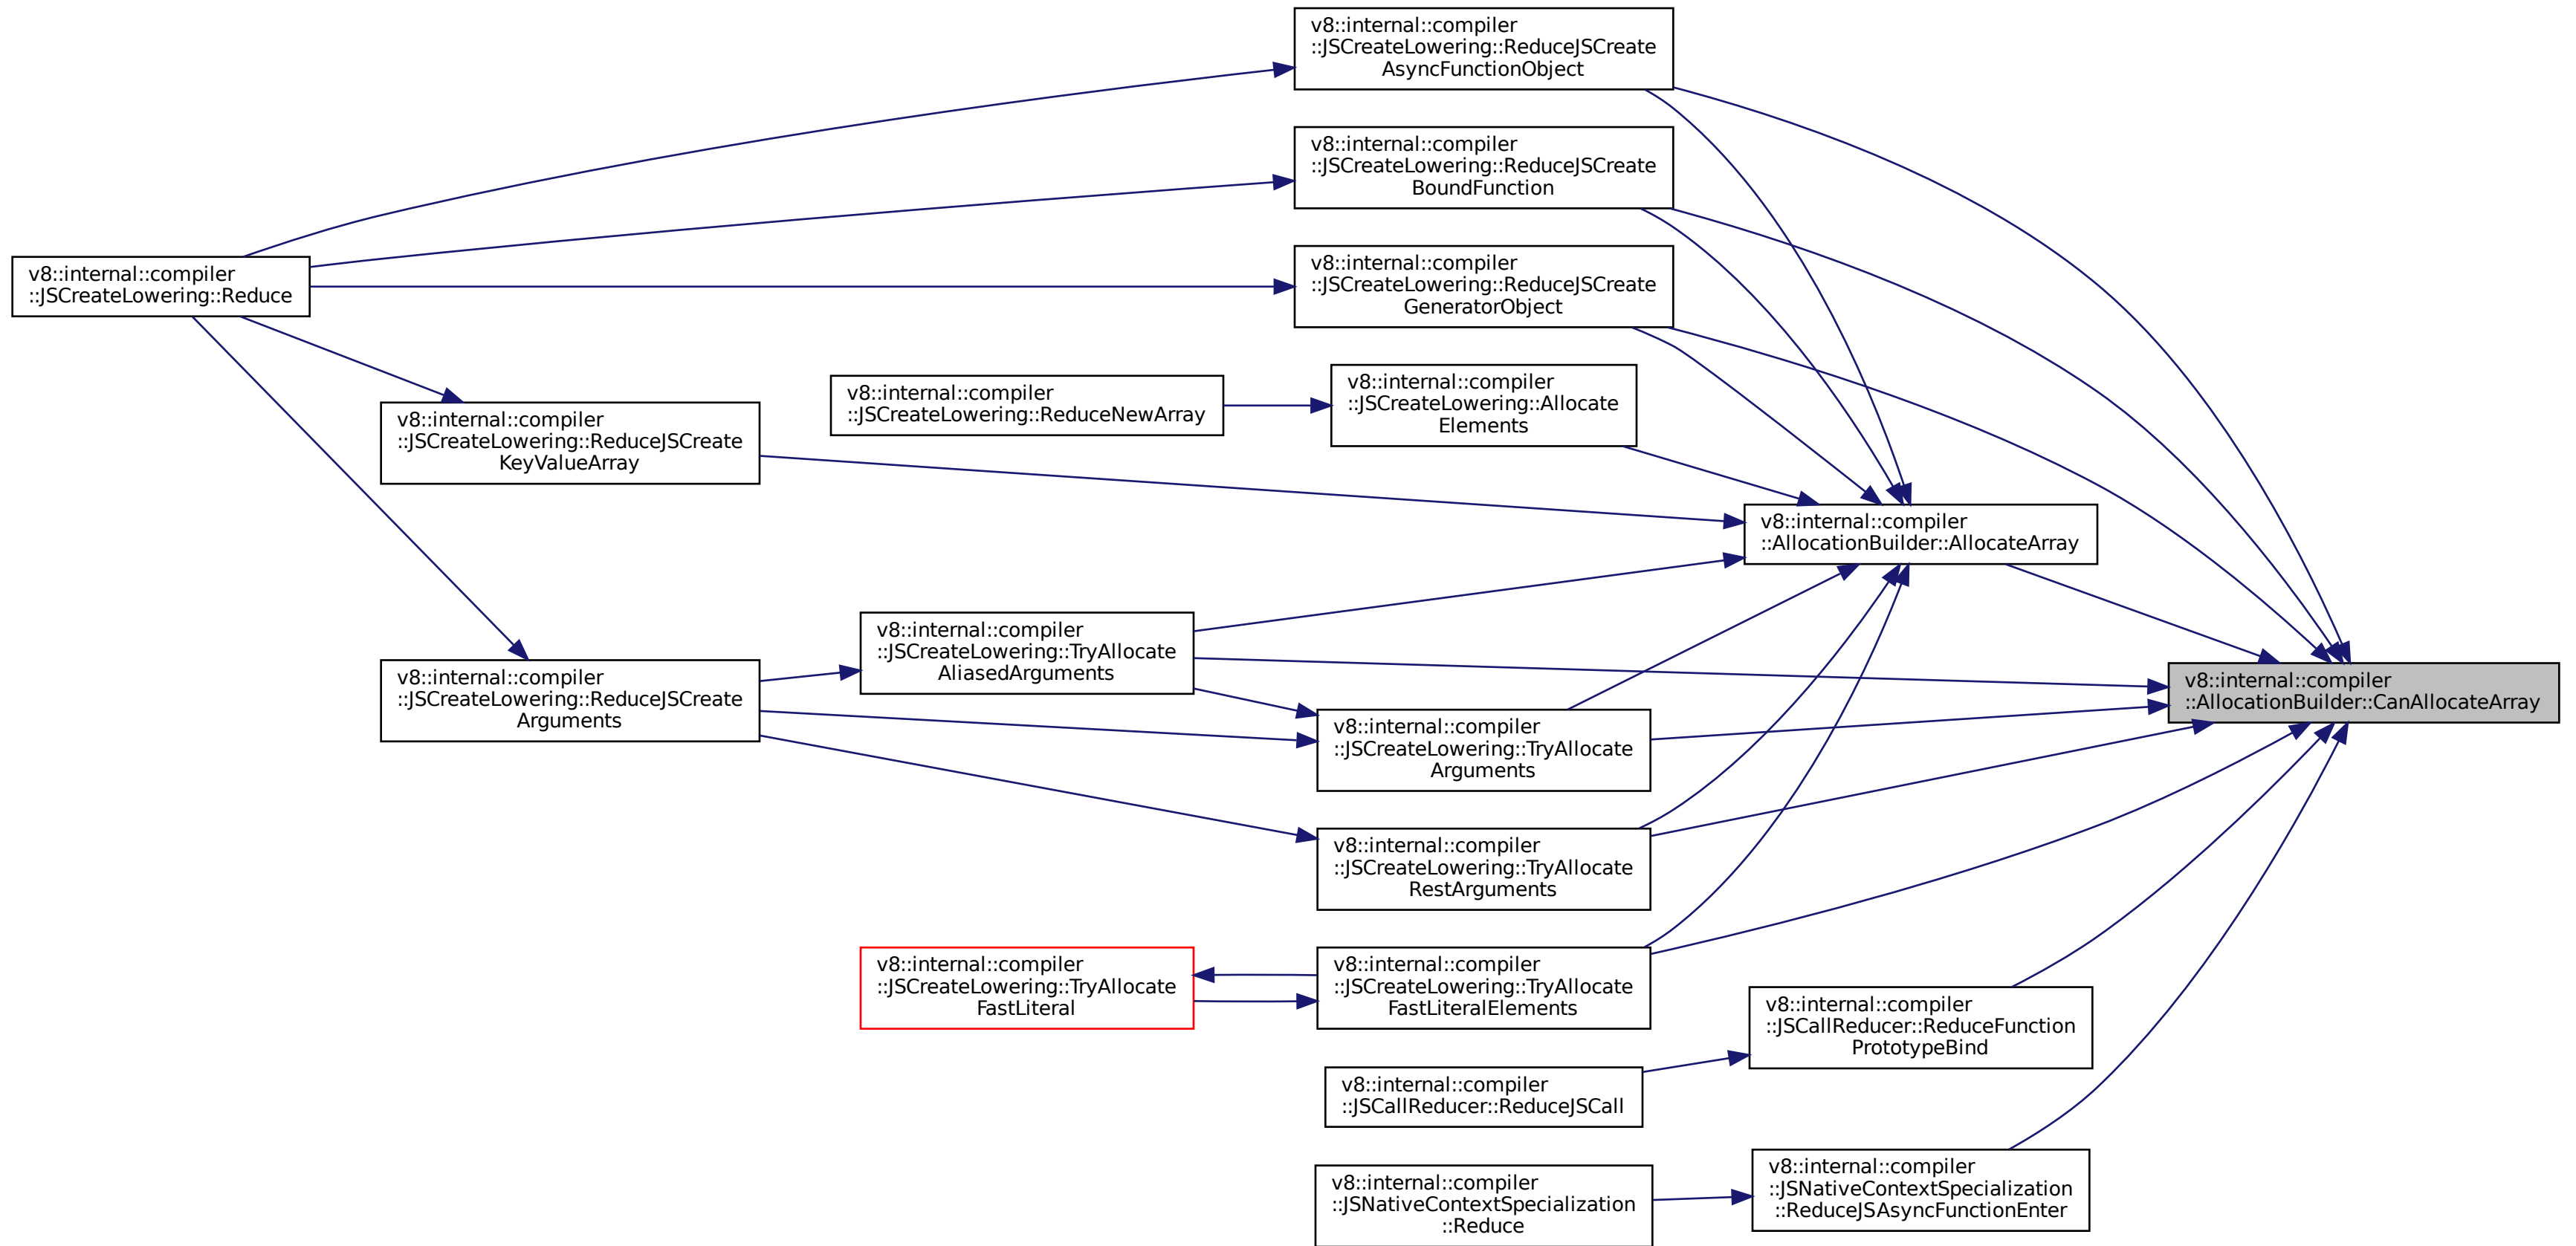 v8::internal::compiler
::JSCreateLowering::ReduceJSCreate
AsyncFunctionObject
v8::internal::compiler
::JSCreateLowering::ReduceJSCreate
BoundFunction
v8::internal::compiler
::JSCreateLowering::ReduceJSCreate
GeneratorObject
v8::internal::compiler
::JSCreateLowering::Reduce
v8::internal::compiler
::JSCreateLowering::ReduceNewArray
v8::internal::compiler
::JSCreateLowering::Allocate
Elements
v8::internal::compiler
::JSCreateLowering::ReduceJSCreate
KeyValueArray
v8::internal::compiler
::AllocationBuilder::AllocateArray
v8::internal::compiler
::JSCreateLowering::TryAllocate
AliasedArguments
v8::internal::compiler
::JSCreateLowering::ReduceJSCreate
Arguments
v8::internal::compiler
::AllocationBuilder::CanAllocateArray
v8::internal::compiler
::JSCreateLowering::TryAllocate
Arguments
v8::internal::compiler
::JSCreateLowering::TryAllocate
RestArguments
v8::internal::compiler
::JSCreateLowering::TryAllocate
FastLiteral
v8::internal::compiler
::JSCreateLowering::TryAllocate
FastLiteralElements
v8::internal::compiler
::JSCallReducer::ReduceFunction
PrototypeBind
v8::internal::compiler
::JSCallReducer::ReduceJSCall
v8::internal::compiler
::JSNativeContextSpecialization
::ReduceJSAsyncFunctionEnter
v8::internal::compiler
::JSNativeContextSpecialization
::Reduce